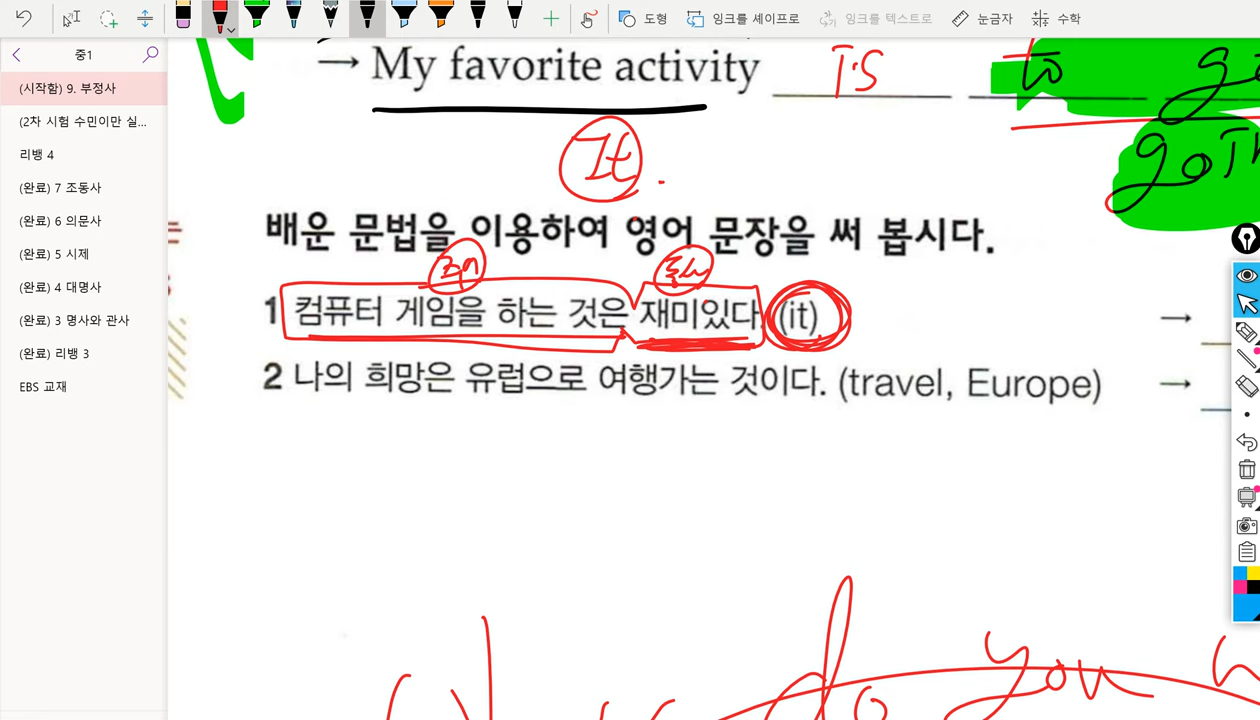 도형 잉크를 셰이프로 잉크를 텍스트로 눈금자 수학
중1
(시작함) 9. 부정사
(2차 시험 수민이만 실...
리뱅 4
(완료) 7 조동사
(완료) 6 의문사
(완료) 5 시제
(완료) 4 대명사
(완료) 3 명사와 관사
(완료) 리뱅 3
EBS 교재
→ My favorite activity is to go
It.
배운 문법을 이용하여 영어 문장을 써 봅시다.
주어 동사
1 컴퓨터 게임을 하는 것은 재미있다. (it) →
2 나의 희망은 유럽으로 여행가는 것이다. (travel, Europe) →
do you